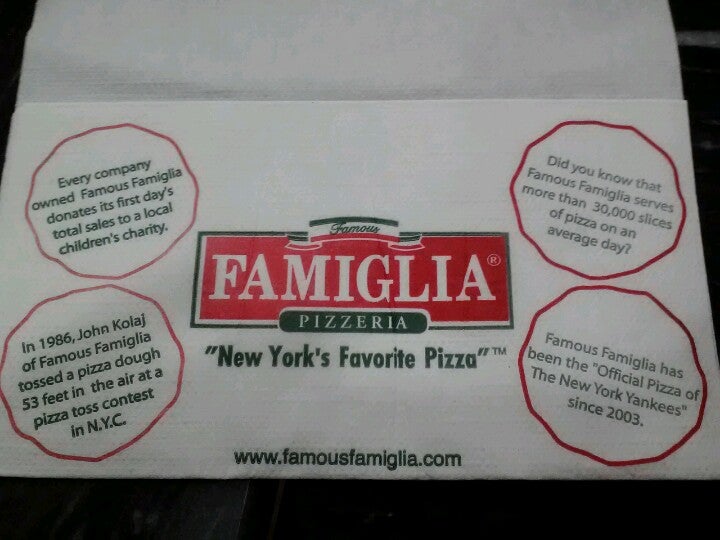 Every company
owned Famous Famiglia
donates its first day's
total sales to a local
children's charity.
Did you know that
Famous Famiglia serves
more than 30,000 slices
of pizza on an
average day?
Famous
FAMIGLIA®
PIZZERIA
"New York's Favorite Pizza"™
In 1986, John Kolaj
of Famous Famiglia
tossed a pizza dough
53 feet in the air at a
pizza toss contest
in N.Y.C.
Famous Famiglia has
been the "Official Pizza of
The New York Yankees"
since 2003.
www.famousfamiglia.com